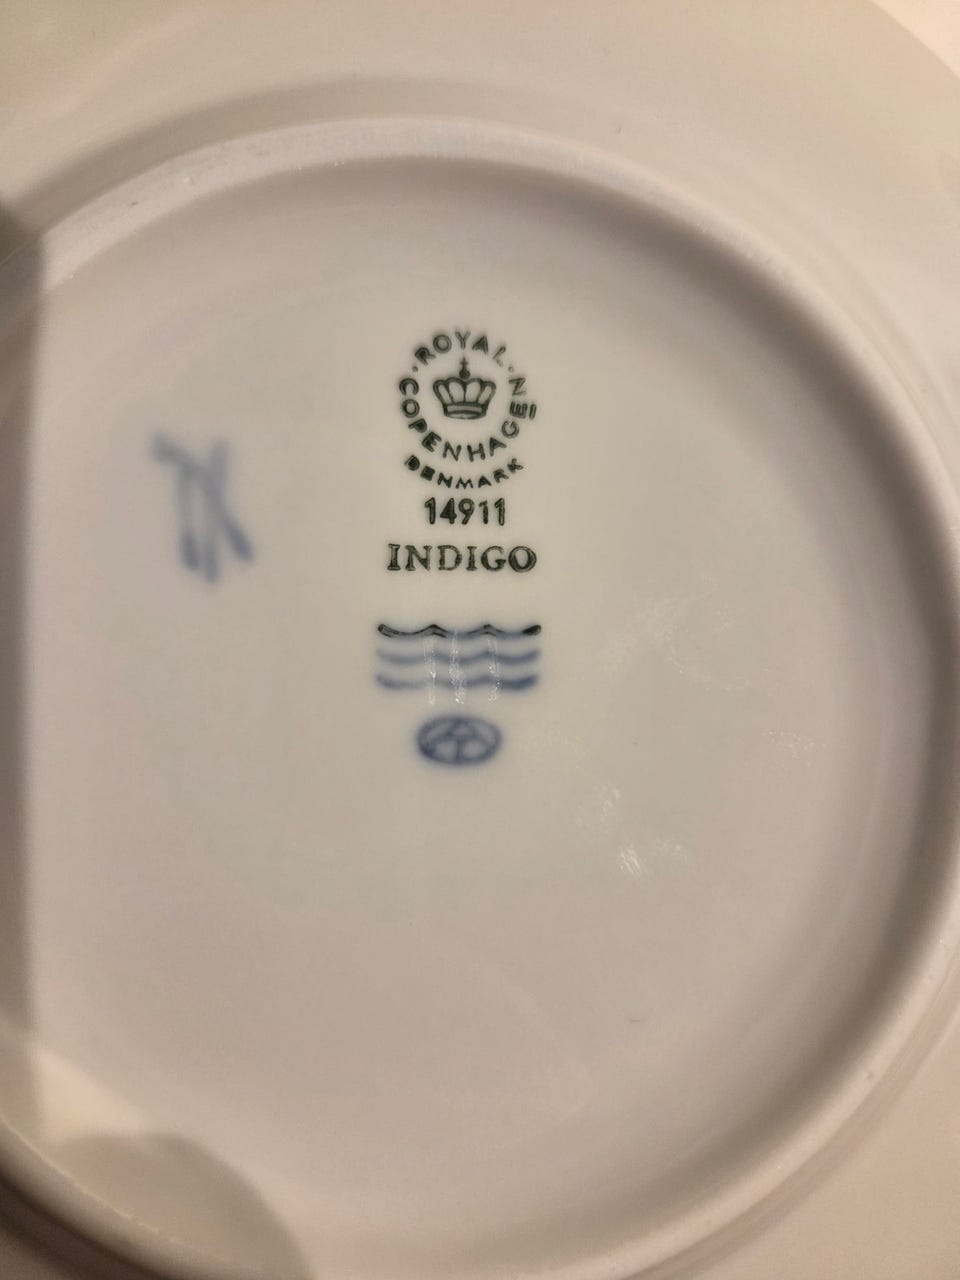 ROYAL
COPENHAGEN
DENMARK
14911
INDIGO